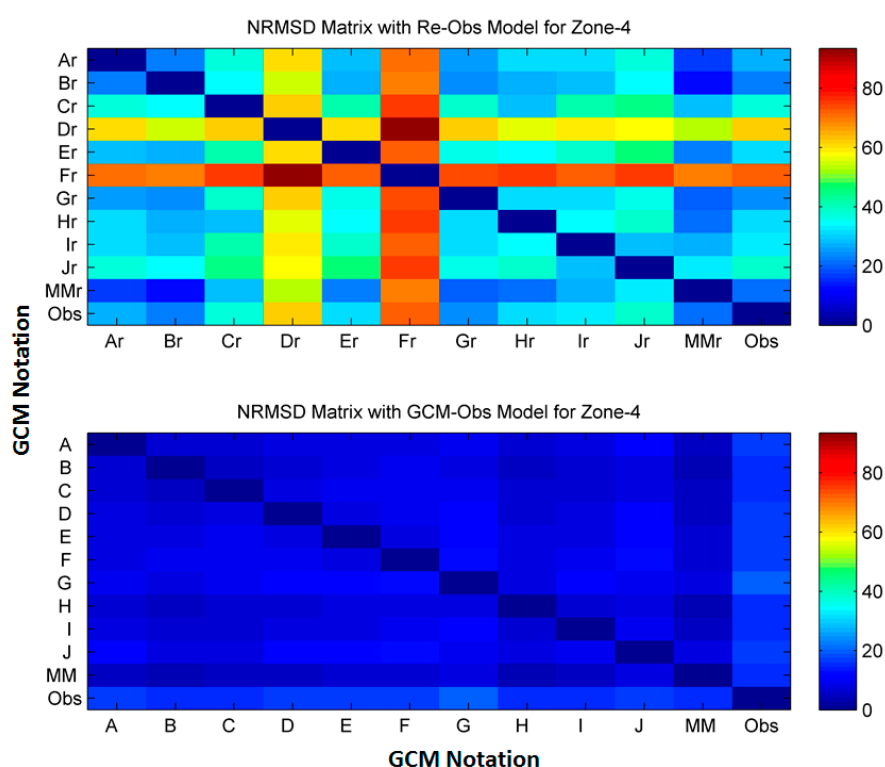 NRMSD Matrix with Re-Obs Model for Zone-4
Ar
Br
Cr
Dr
Er
Fr
Gr
Hr
Ir
Jr
MMr
Obs
Ar Br Cr Dr Er Fr Gr Hr Ir Jr MMr Obs
80
60
40
20
0
GCM Notation
NRMSD Matrix with GCM-Obs Model for Zone-4
A
B
C
D
E
F
G
H
I
J
MM
Obs
A B C D E F G H I J MM Obs
80
60
40
20
0
GCM Notation